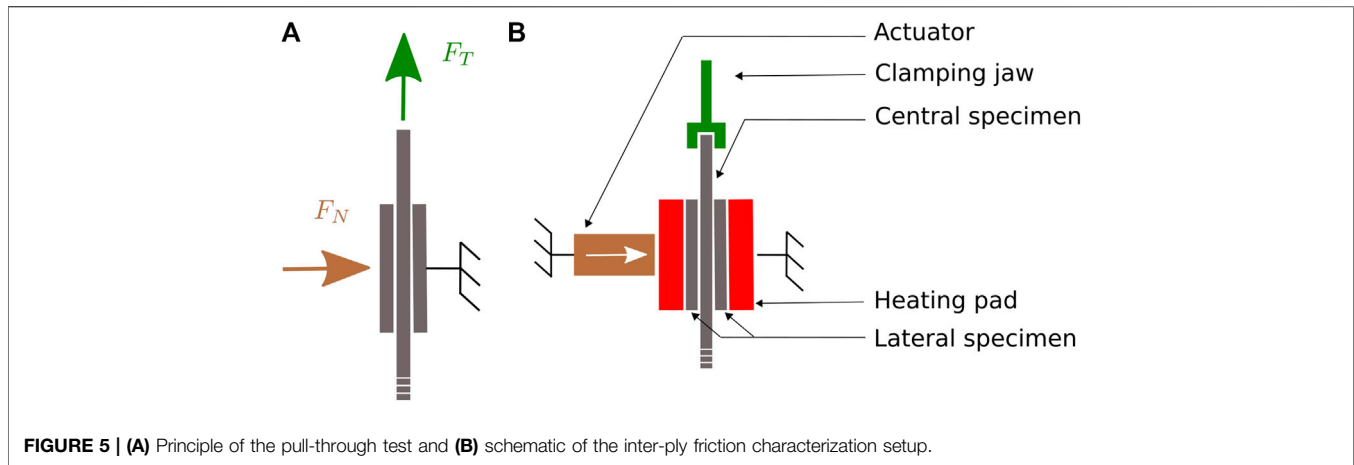 A
B
F_T
F_N
Actuator
Clamping jaw
Central specimen
Heating pad
Lateral specimen
FIGURE 5 | (A) Principle of the pull-through test and (B) schematic of the inter-ply friction characterization setup.